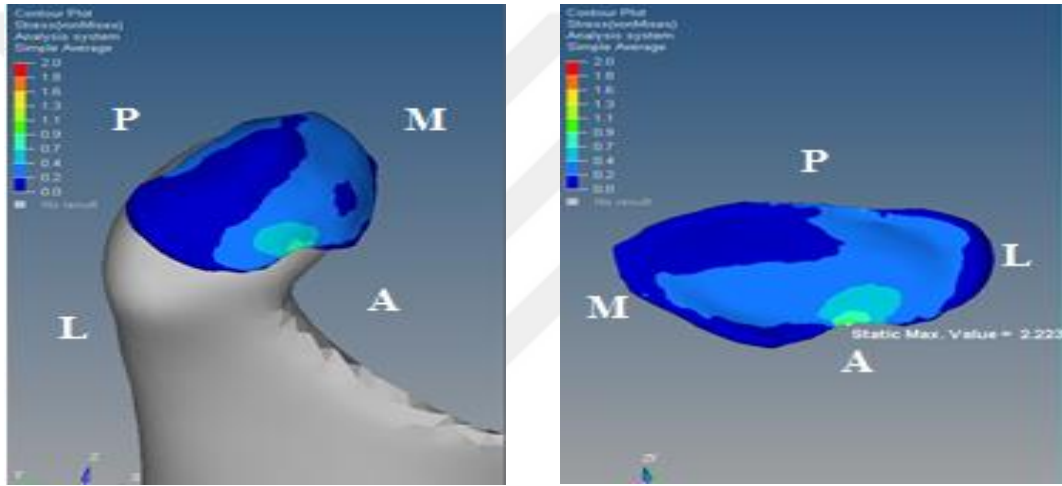 Contour Plot
Stress(vonMises)
Analysis system
Simple Average
2.0
1.8
1.6
1.3
1.1
0.9
0.7
0.4
0.2
0.0
No result
P
M
L
A
Z
Contour Plot
Stress(vonMises)
Analysis system
Simple Average
2.0
1.8
1.6
1.3
1.1
0.9
0.7
0.4
0.2
0.0
No result
P
L
M
Static Max. Value = 2.223
A